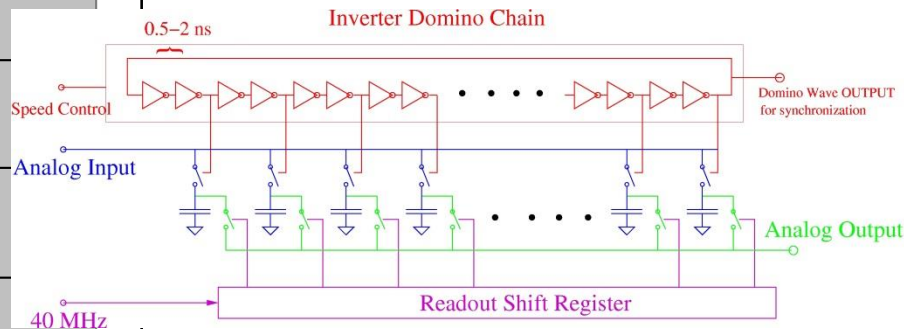 Inverter Domino Chain
0.5−2 ns
Speed Control
Domino Wave OUTPUT
for synchronization
Analog Input
Analog Output
Readout Shift Register
40 MHz